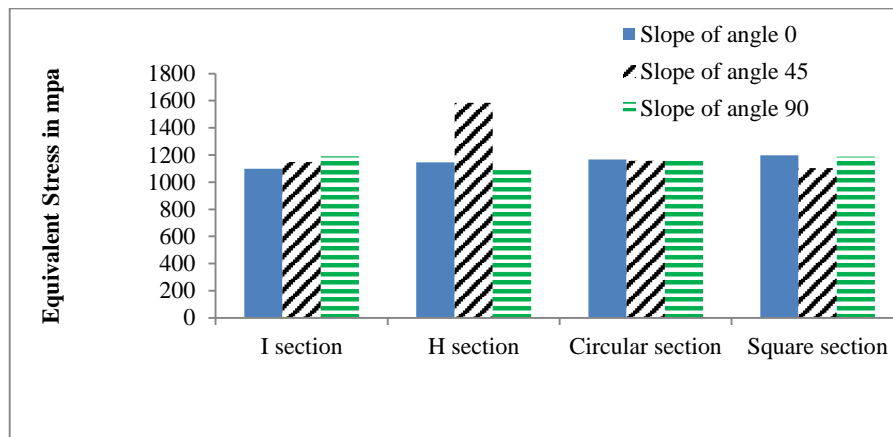 Slope of angle 0
Slope of angle 45
Slope of angle 90
Equivalent Stress in mpa
1800
1600
1400
1200
1000
800
600
400
200
0
I section H section Circular section Square section